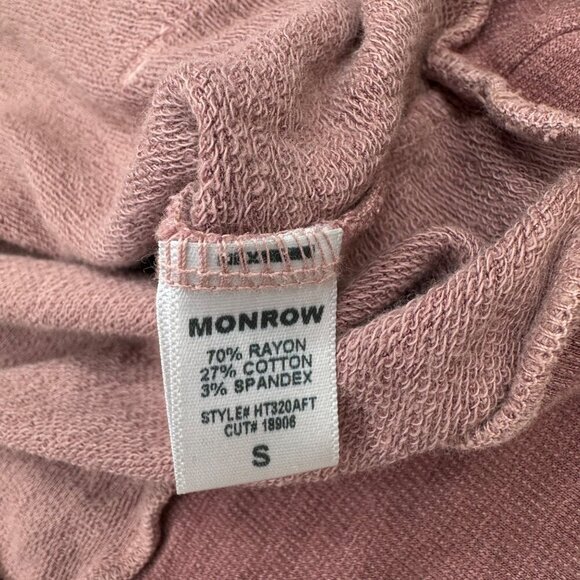 MONROW
70% RAYON
27% COTTON
3% SPANDEX
STYLE# HT320AFT
CUT# 18906
S